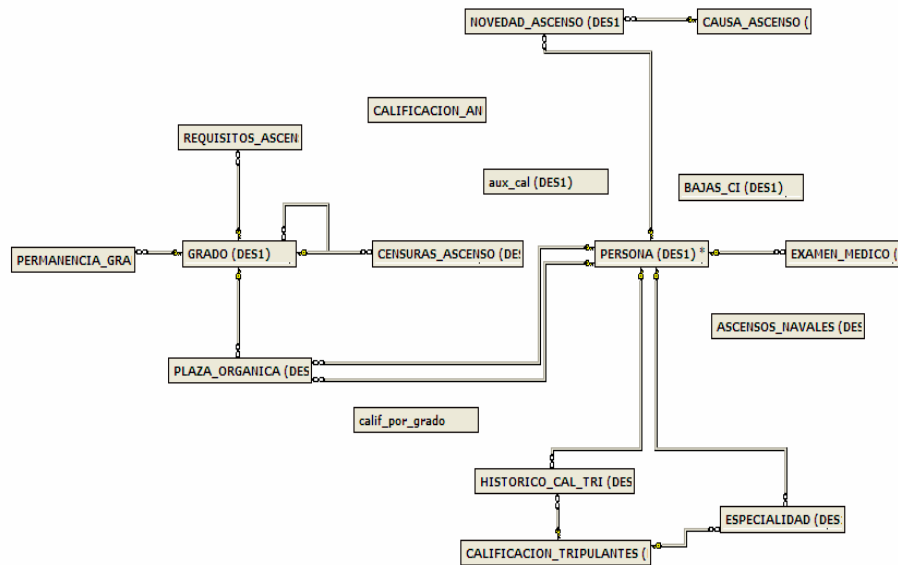 NOVEDAD_ASCENSO (DES1
CAUSA_ASCENSO (
CALIFICACION_AN
REQUISITOS_ASCEN
aux_cal (DES1)
BAJAS_CI (DES1)
PERMANENCIA_GRA
GRADO (DES1)
CENSURAS_ASCENSO (DES
PERSONA (DES1) *
EXAMEN_MEDICO (
ASCENSOS_NAVALES (DES
PLAZA_ORGANICA (DES
calif_por_grado
HISTORICO_CAL_TRI (DES
ESPECIALIDAD (DES
CALIFICACION_TRIPULANTES (